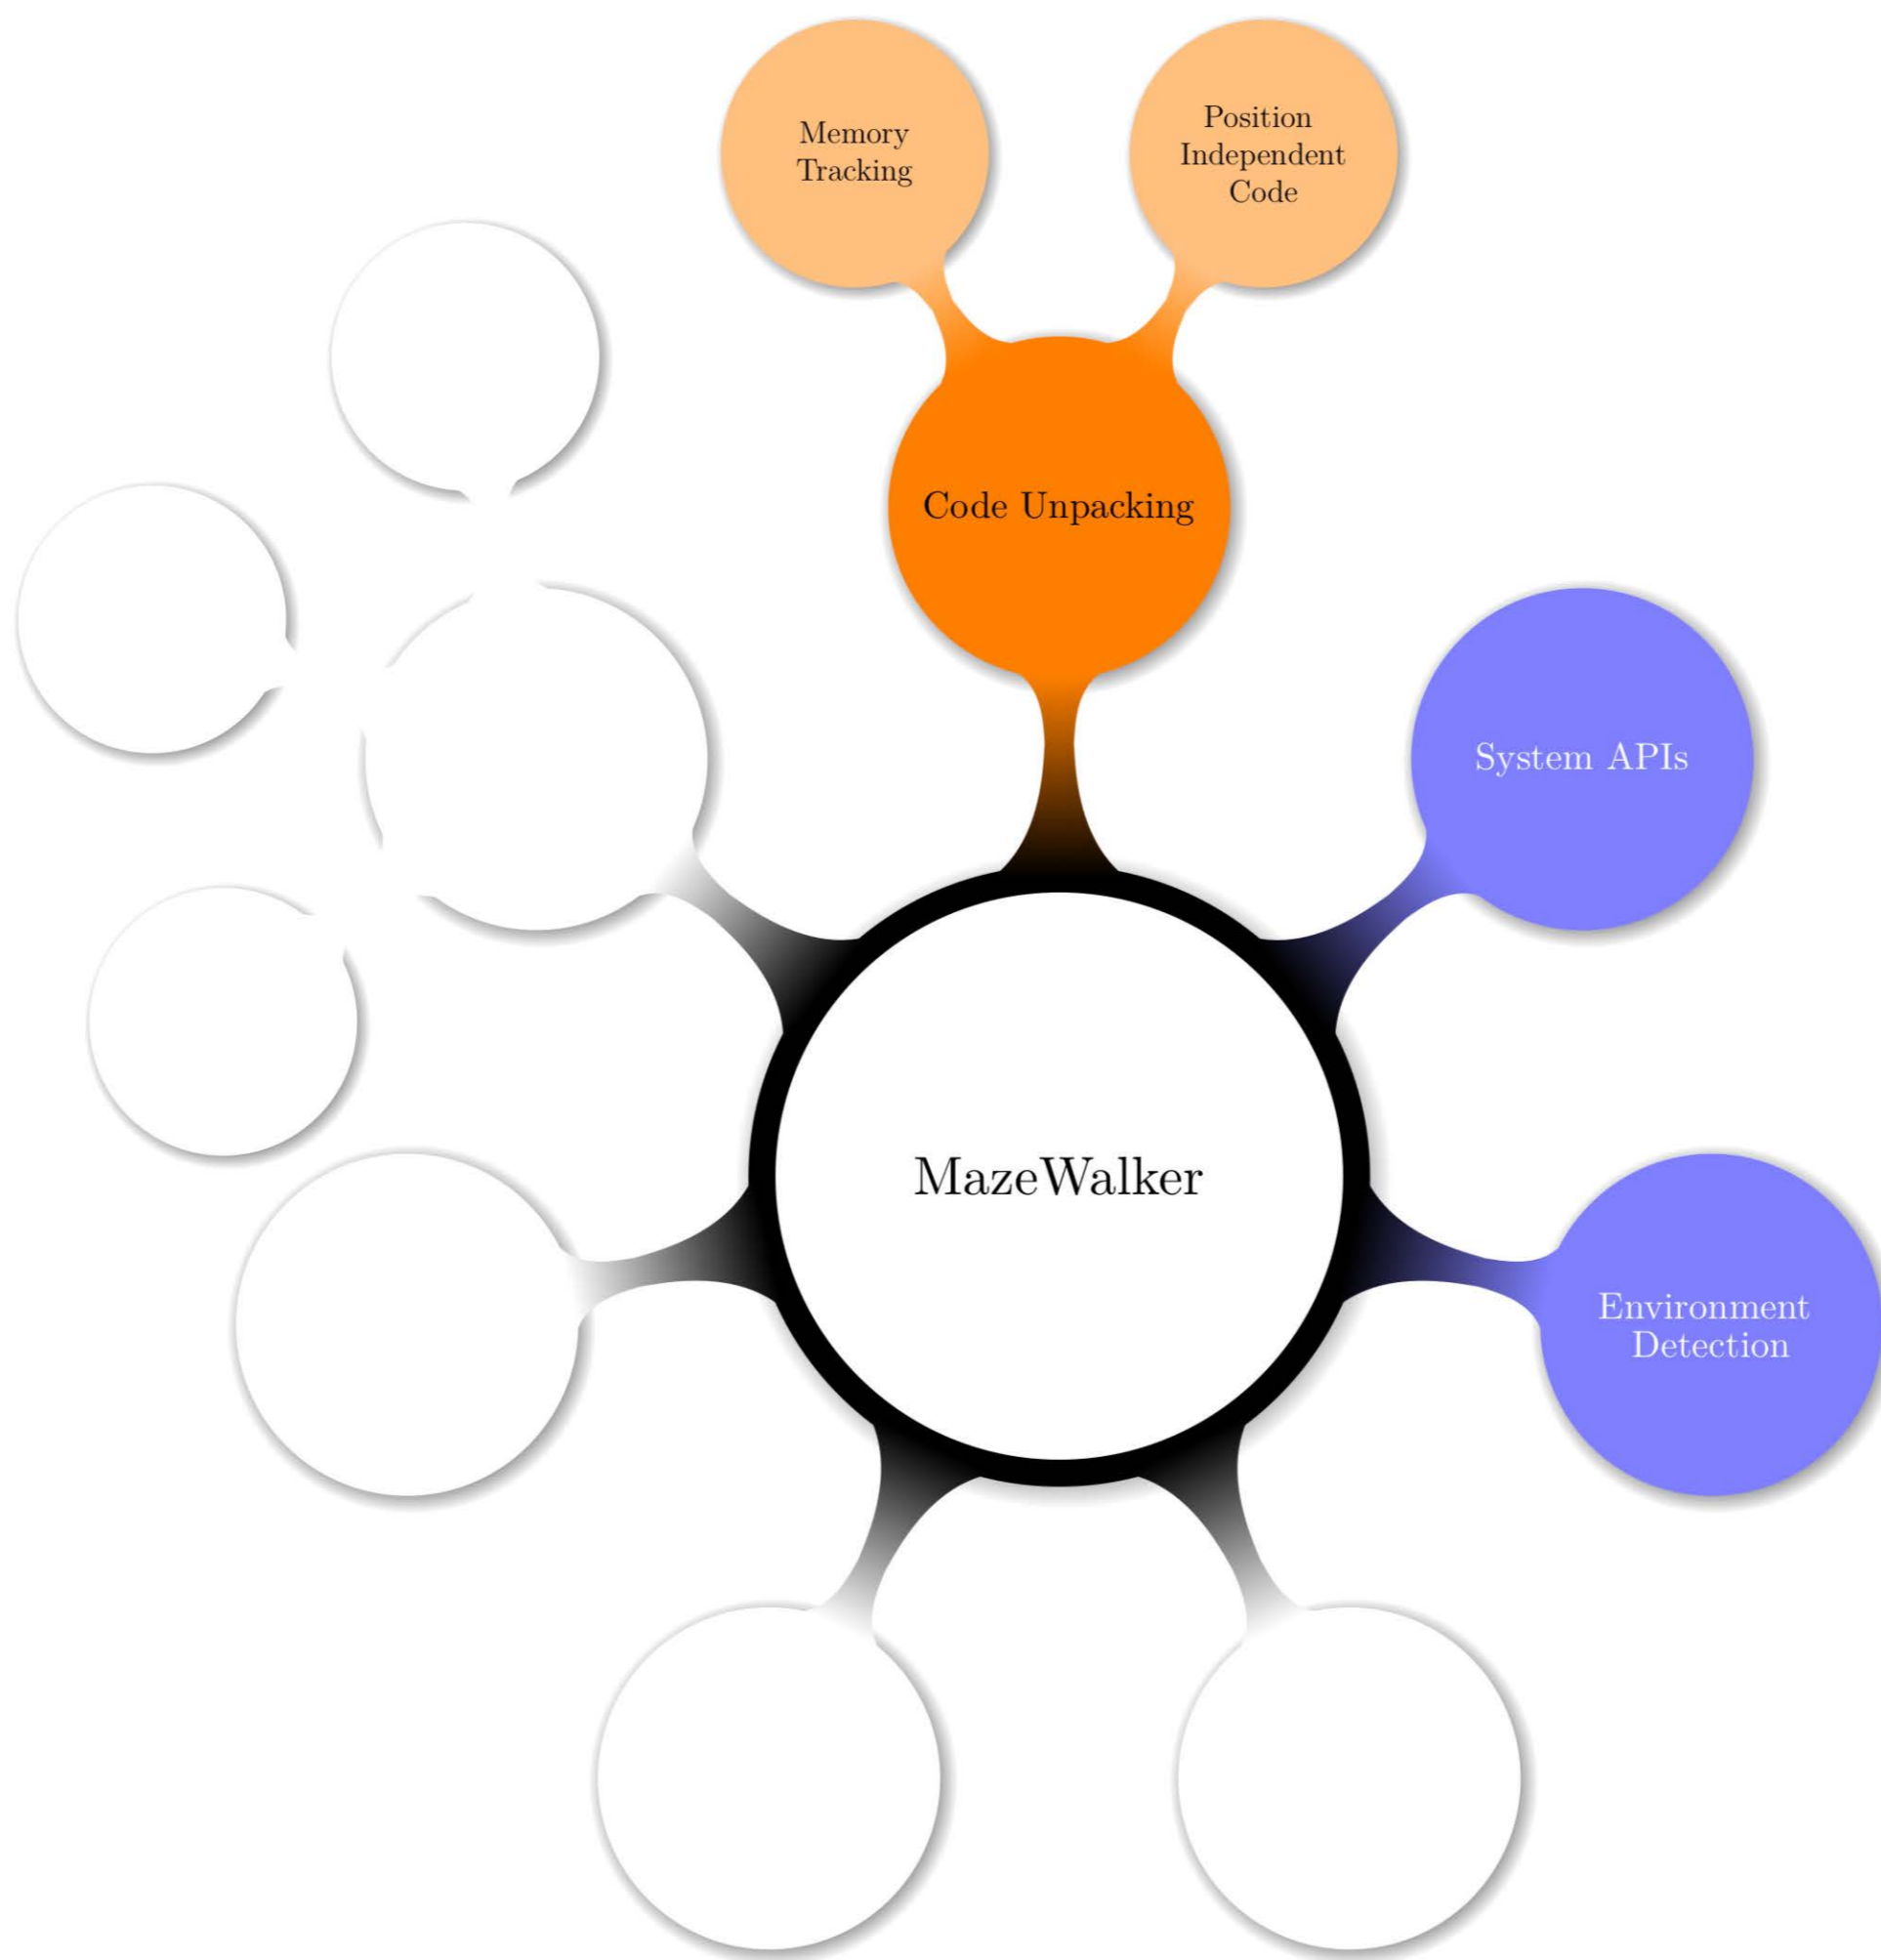 Memory
Tracking
Position
Independent
Code
Code Unpacking
System APIs
MazeWalker
Environment
Detection